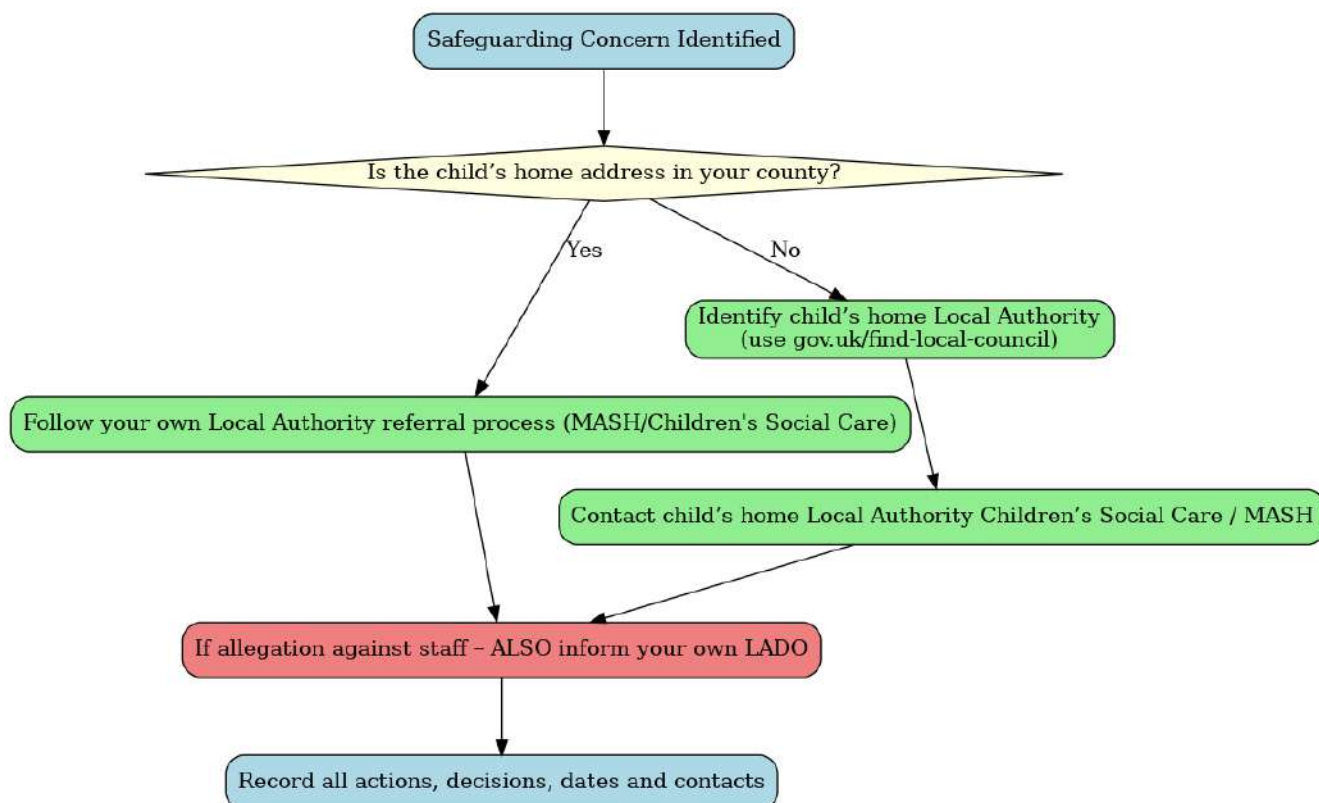 Safeguarding Concern Identified
Is the child’s home address in your county?
Yes
No
Identify child’s home Local Authority
(use gov.uk/find-local-council)
Follow your own Local Authority referral process (MASH/Children's Social Care)
Contact child’s home Local Authority Children’s Social Care / MASH
If allegation against staff – ALSO inform your own LADO
Record all actions, decisions, dates and contacts